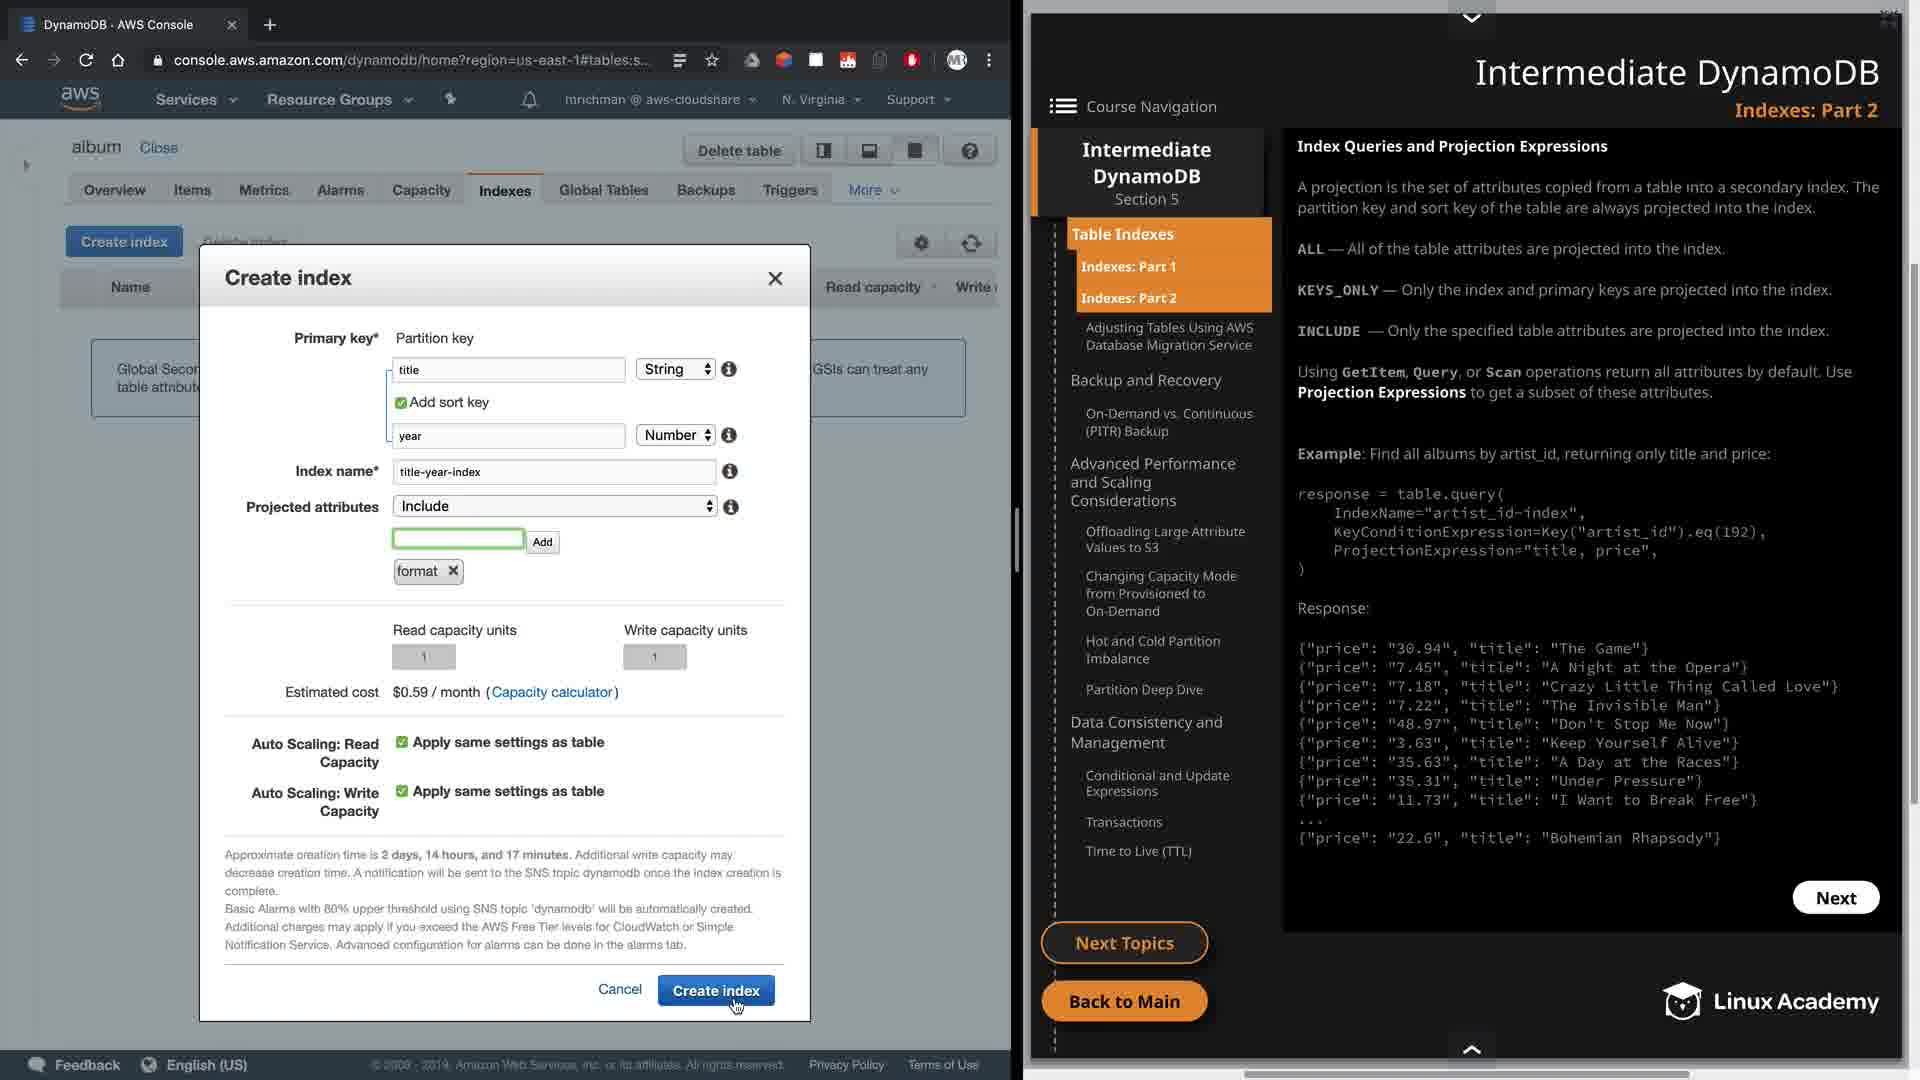 DynamoDB - AWS Console
console.aws.amazon.com/dynamodb/home?region=us-east-1#tables:s...
aws
Services
Resource Groups
mrichman @ aws-cloudshare
N. Virginia
Support
album
Close
Delete table
Overview
Items
Metrics
Alarms
Capacity
Indexes
Global Tables
Backups
Triggers
More
Create index
Delete index
Name
Read capacity
Write
Global Secon
GSIs can treat any
table attribute
Create index
Primary key*
Partition key
title
String
Add sort key
year
Number
Index name*
title-year-index
Projected attributes
Include
Add
format
Read capacity units
Write capacity units
1
1
Estimated cost
$0.59 / month (Capacity calculator)
Auto Scaling: Read
Capacity
Apply same settings as table
Auto Scaling: Write
Capacity
Apply same settings as table
Approximate creation time is 2 days, 14 hours, and 17 minutes. Additional write capacity may
decrease creation time. A notification will be sent to the SNS topic dynamodb once the index creation is
complete.
Basic Alarms with 80% upper threshold using SNS topic 'dynamodb' will be automatically created.
Additional charges may apply if you exceed the AWS Free Tier levels for CloudWatch or Simple
Notification Service. Advanced configuration for alarms can be done in the alarms tab.
Cancel
Create index
Feedback
English (US)
© 2008 - 2019, Amazon Web Services, Inc. or its affiliates. All rights reserved.
Privacy Policy
Terms of Use
Intermediate DynamoDB
Indexes: Part 2
Course Navigation
Intermediate
DynamoDB
Section 5
Table Indexes
Indexes: Part 1
Indexes: Part 2
Adjusting Tables Using AWS
Database Migration Service
Backup and Recovery
On-Demand vs. Continuous
(PITR) Backup
Advanced Performance
and Scaling
Considerations
Offloading Large Attribute
Values to S3
Changing Capacity Mode
from Provisioned to
On-Demand
Hot and Cold Partition
Imbalance
Partition Deep Dive
Data Consistency and
Management
Conditional and Update
Expressions
Transactions
Time to Live (TTL)
Next Topics
Back to Main
Index Queries and Projection Expressions
A projection is the set of attributes copied from a table into a secondary index. The
partition key and sort key of the table are always projected into the index.
ALL — All of the table attributes are projected into the index.
KEYS_ONLY — Only the index and primary keys are projected into the index.
INCLUDE — Only the specified table attributes are projected into the index.
Using GetItem, Query, or Scan operations return all attributes by default. Use
Projection Expressions to get a subset of these attributes.
Example: Find all albums by artist_id, returning only title and price:
response = table.query(
IndexName="artist_id-index",
KeyConditionExpression=Key("artist_id").eq(192),
ProjectionExpression="title, price",
)
Response:
{"price": "30.94", "title": "The Game"}
{"price": "7.45", "title": "A Night at the Opera"}
{"price": "7.18", "title": "Crazy Little Thing Called Love"}
{"price": "7.22", "title": "The Invisible Man"}
{"price": "48.97", "title": "Don't Stop Me Now"}
{"price": "3.63", "title": "Keep Yourself Alive"}
{"price": "35.63", "title": "A Day at the Races"}
{"price": "35.31", "title": "Under Pressure"}
{"price": "11.73", "title": "I Want to Break Free"}
...
{"price": "22.6", "title": "Bohemian Rhapsody"}
Next
Linux Academy